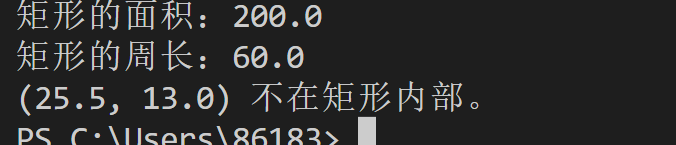 矩形的面积：200.0
矩形的周长：60.0
(25.5, 13.0) 不在矩形内部。
PS C:\Users\86183>